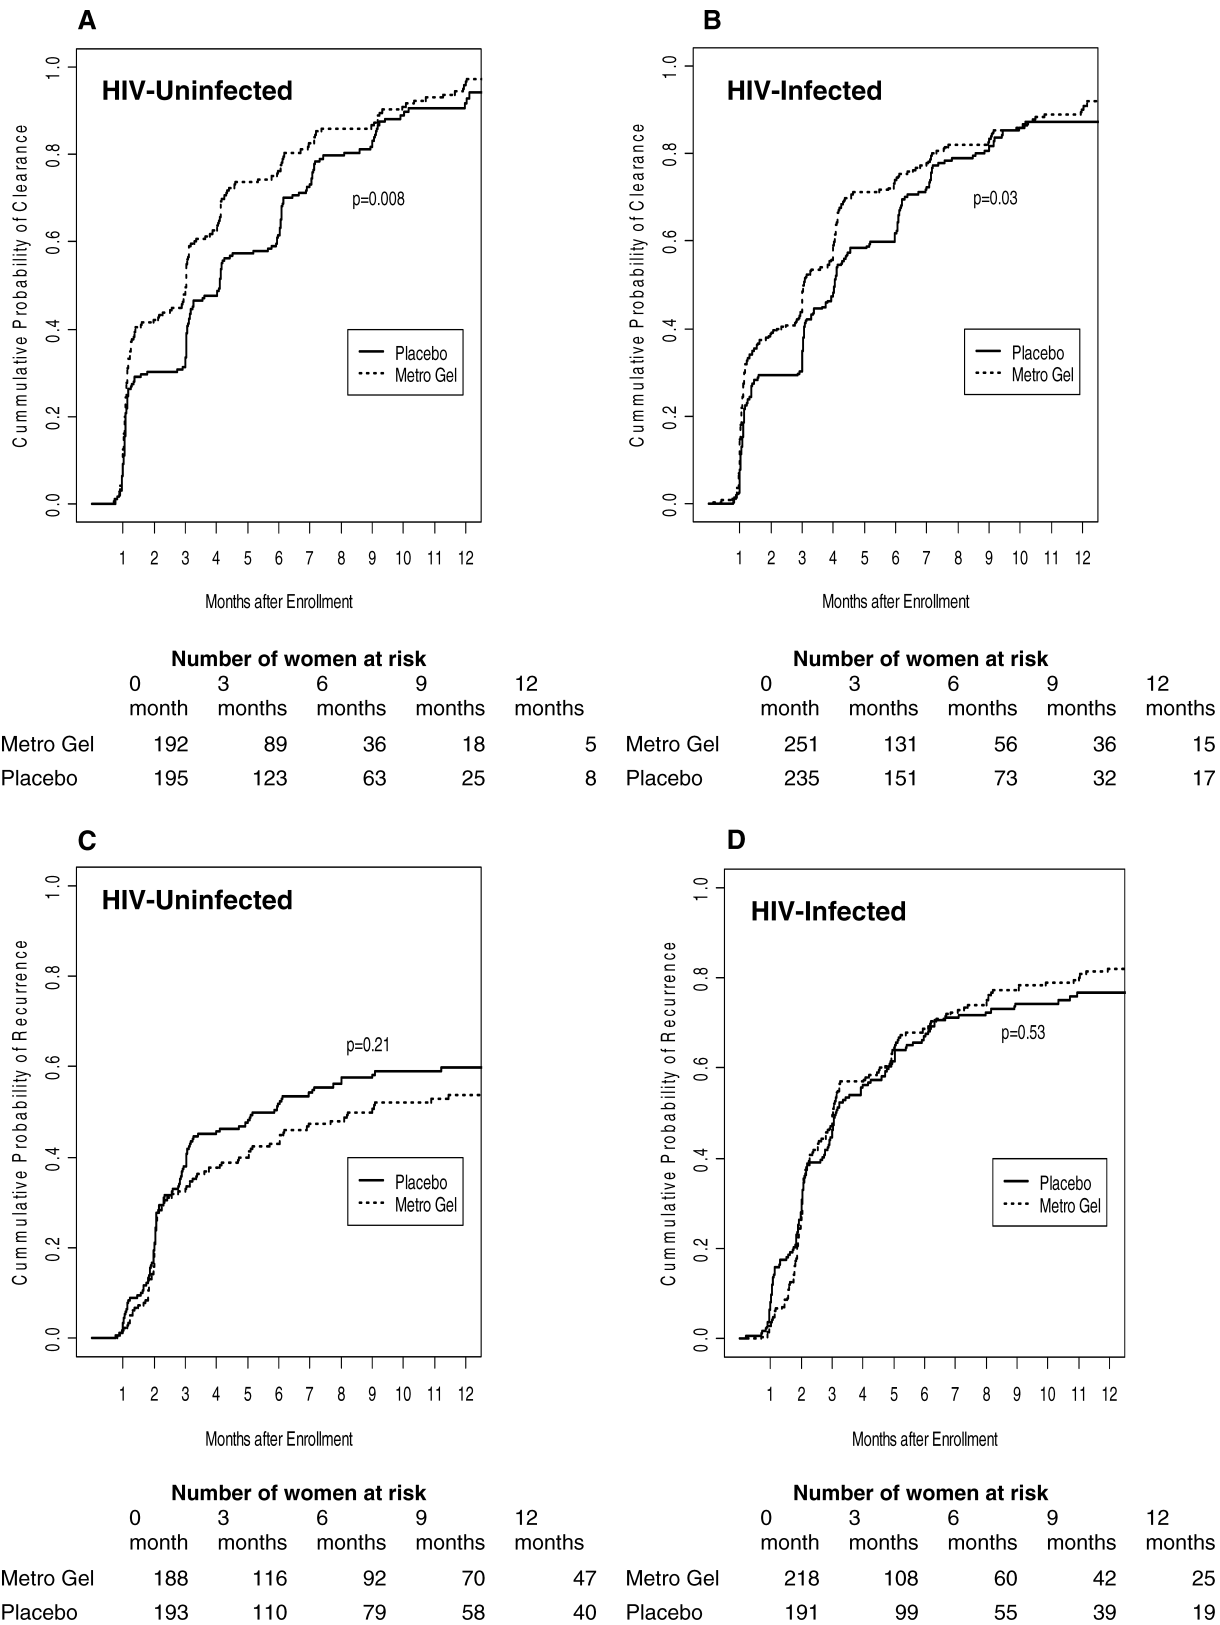 A
HIV-Uninfected
Cummulative Probability of Clearance
1.0
0.8
0.6
0.4
0.2
0.0
p=0.008
Placebo
Metro Gel
1 2 3 4 5 6 7 8 9 10 11 12
Months after Enrollment
Number of women at risk
0 3 6 9 12
month months months months months
Metro Gel 192 89 36 18 5
Placebo 195 123 63 25 8
B
HIV-Infected
Cummulative Probability of Clearance
1.0
0.8
0.6
0.4
0.2
0.0
p=0.03
Placebo
Metro Gel
1 2 3 4 5 6 7 8 9 10 11 12
Months after Enrollment
Number of women at risk
0 3 6 9 12
month months months months months
Metro Gel 251 131 56 36 15
Placebo 235 151 73 32 17
C
HIV-Uninfected
Cummulative Probability of Recurrence
1.0
0.8
0.6
0.4
0.2
0.0
p=0.21
Placebo
Metro Gel
1 2 3 4 5 6 7 8 9 10 11 12
Months after Enrollment
Number of women at risk
0 3 6 9 12
month months months months months
Metro Gel 188 116 92 70 47
Placebo 193 110 79 58 40
D
HIV-Infected
Cummulative Probability of Recurrence
1.0
0.8
0.6
0.4
0.2
0.0
p=0.53
Placebo
Metro Gel
1 2 3 4 5 6 7 8 9 10 11 12
Months after Enrollment
Number of women at risk
0 3 6 9 12
month months months months months
Metro Gel 218 108 60 42 25
Placebo 191 99 55 39 19